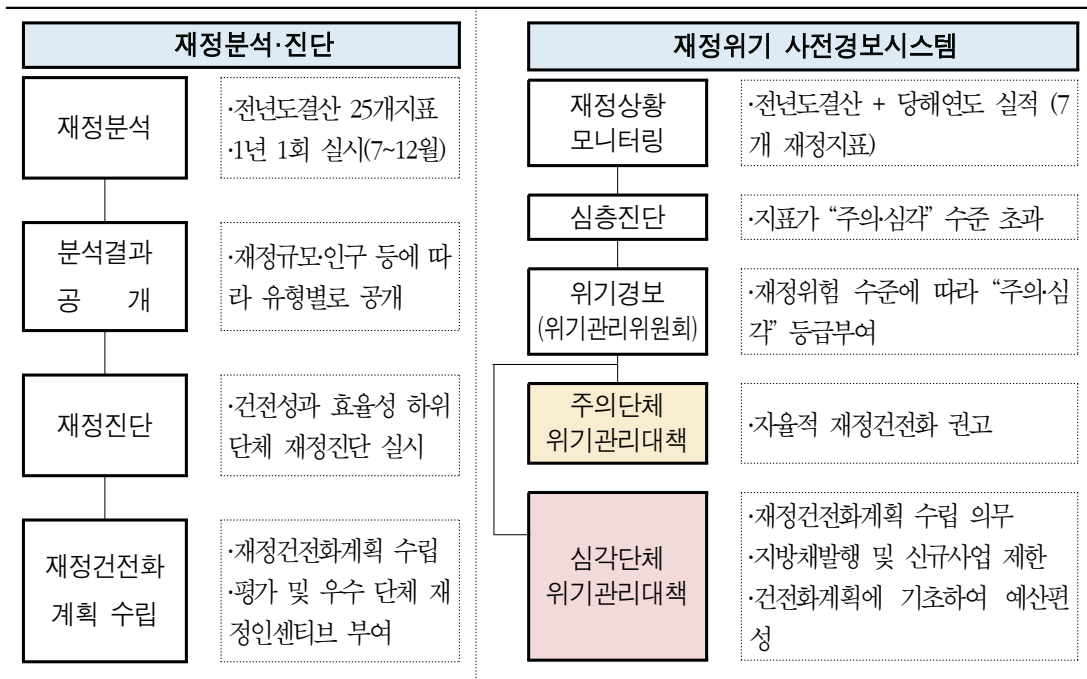 재정분석·진단
재정분석
·전년도결산 25개지표
·1년 1회 실시(7~12월)
분석결과
공 개
·재정규모·인구 등에 따
라 유형별로 공개
재정진단
·건전성과 효율성 하위
단체 재정진단 실시
재정건전화
계획 수립
·재정건전화계획 수립
·평가 및 우수 단체 재
정인센티브 부여
재정위기 사전경보시스템
재정상황
모니터링
·전년도결산 + 당해연도 실적 (7
개 재정지표)
심층진단
·지표가 “주의·심각” 수준 초과
위기경보
(위기관리위원회)
·재정위험 수준에 따라 “주의·심
각” 등급부여
주의단체
위기관리대책
·자율적 재정건전화 권고
심각단체
위기관리대책
·재정건전화계획 수립 의무
·지방채발행 및 신규사업 제한
·건전화계획에 기초하여 예산편
성